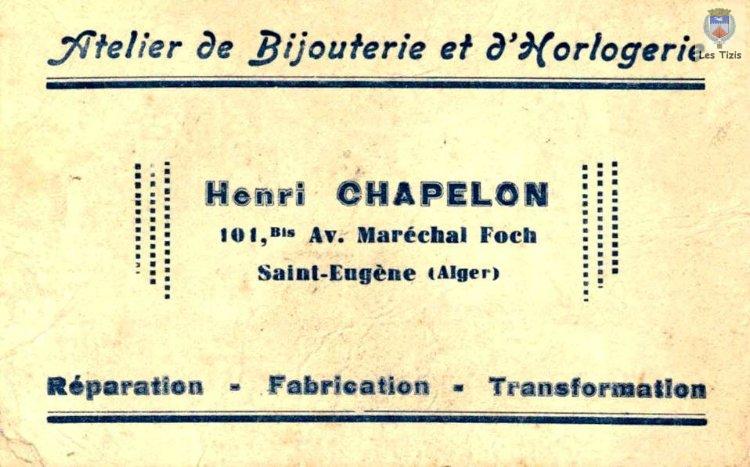 Atelier de Bijouterie et d'Horlogerie
Les Tizis
Henri CHAPELON
101,Bis Av. Maréchal Foch
Saint-Eugène (Alger)
Réparation - Fabrication - Transformation